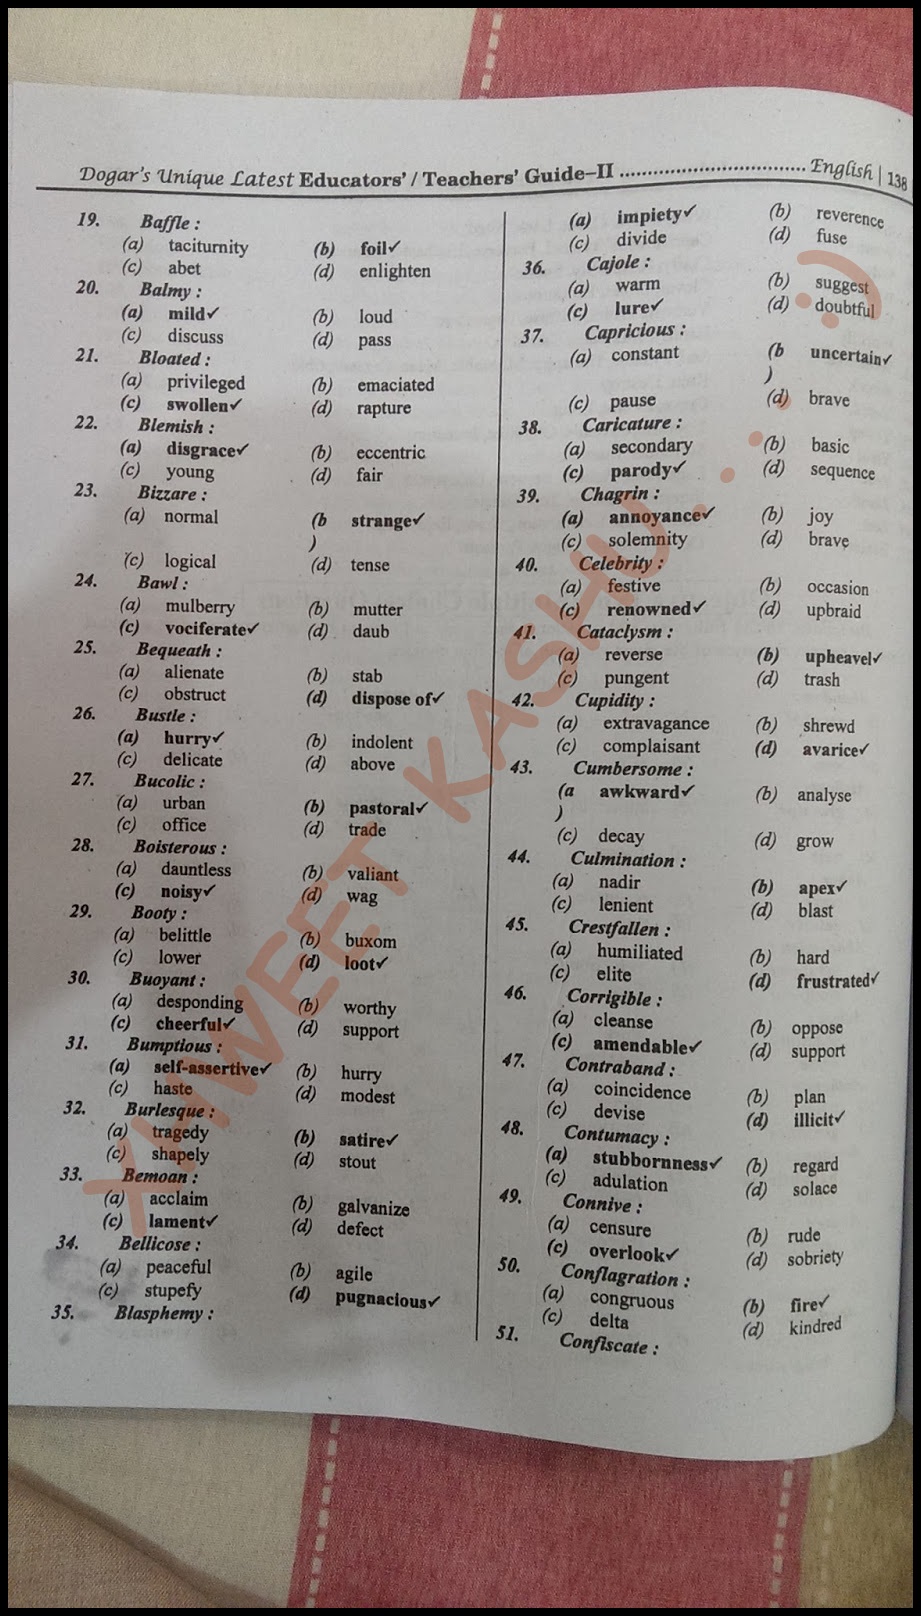 Dogar's Unique Latest Educators' / Teachers' Guide–II ................................ English | 138
19. Baffle :
(a) taciturnity (b) foil✓
(c) abet (d) enlighten
20. Balmy :
(a) mild✓ (b) loud
(c) discuss (d) pass
21. Bloated :
(a) privileged (b) emaciated
(c) swollen✓ (d) rapture
22. Blemish :
(a) disgrace✓ (b) eccentric
(c) young (d) fair
23. Bizzare :
(a) normal (b) strange✓
(c) logical (d) tense
24. Bawl :
(a) mulberry (b) mutter
(c) vociferate✓ (d) daub
25. Bequeath :
(a) alienate (b) stab
(c) obstruct (d) dispose of✓
26. Bustle :
(a) hurry✓ (b) indolent
(c) delicate (d) above
27. Bucolic :
(a) urban (b) pastoral✓
(c) office (d) trade
28. Boisterous :
(a) dauntless (b) valiant
(c) noisy✓ (d) wag
29. Booty :
(a) belittle (b) buxom
(c) lower (d) loot✓
30. Buoyant :
(a) desponding (b) worthy
(c) cheerful✓ (d) support
31. Bumptious :
(a) self-assertive✓ (b) hurry
(c) haste (d) modest
32. Burlesque :
(a) tragedy (b) satire✓
(c) shapely (d) stout
33. Bemoan :
(a) acclaim (b) galvanize
(c) lament✓ (d) defect
34. Bellicose :
(a) peaceful (b) agile
(c) stupefy (d) pugnacious✓
35. Blasphemy :
(a) impiety✓ (b) reverence
(c) divide (d) fuse
36. Cajole :
(a) warm (b) suggest
(c) lure✓ (d) doubtful
37. Capricious :
(a) constant (b) uncertain✓
(c) pause (d) brave
38. Caricature :
(a) secondary (b) basic
(c) parody✓ (d) sequence
39. Chagrin :
(a) annoyance✓ (b) joy
(c) solemnity (d) brave
40. Celebrity :
(a) festive (b) occasion
(c) renowned✓ (d) upbraid
41. Cataclysm :
(a) reverse (b) upheavel✓
(c) pungent (d) trash
42. Cupidity :
(a) extravagance (b) shrewd
(c) complaisant (d) avarice✓
43. Cumbersome :
(a) awkward✓ (b) analyse
(c) decay (d) grow
44. Culmination :
(a) nadir (b) apex✓
(c) lenient (d) blast
45. Crestfallen :
(a) humiliated (b) hard
(c) elite (d) frustrated✓
46. Corrigible :
(a) cleanse (b) oppose
(c) amendable✓ (d) support
47. Contraband :
(a) coincidence (b) plan
(c) devise (d) illicit✓
48. Contumacy :
(a) stubbornness✓ (b) regard
(c) adulation (d) solace
49. Connive :
(a) censure (b) rude
(c) overlook✓ (d) sobriety
50. Conflagration :
(a) congruous (b) fire✓
(c) delta (d) kindred
51. Confiscate :
XHWEET KASHU...:)